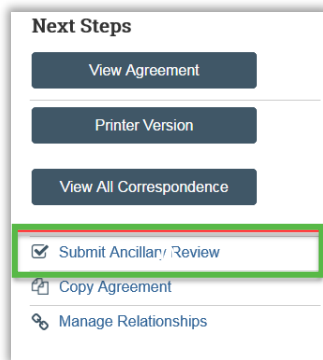 Next Steps
View Agreement
Printer Version
View All Correspondence
Submit Ancillary Review
Copy Agreement
Manage Relationships